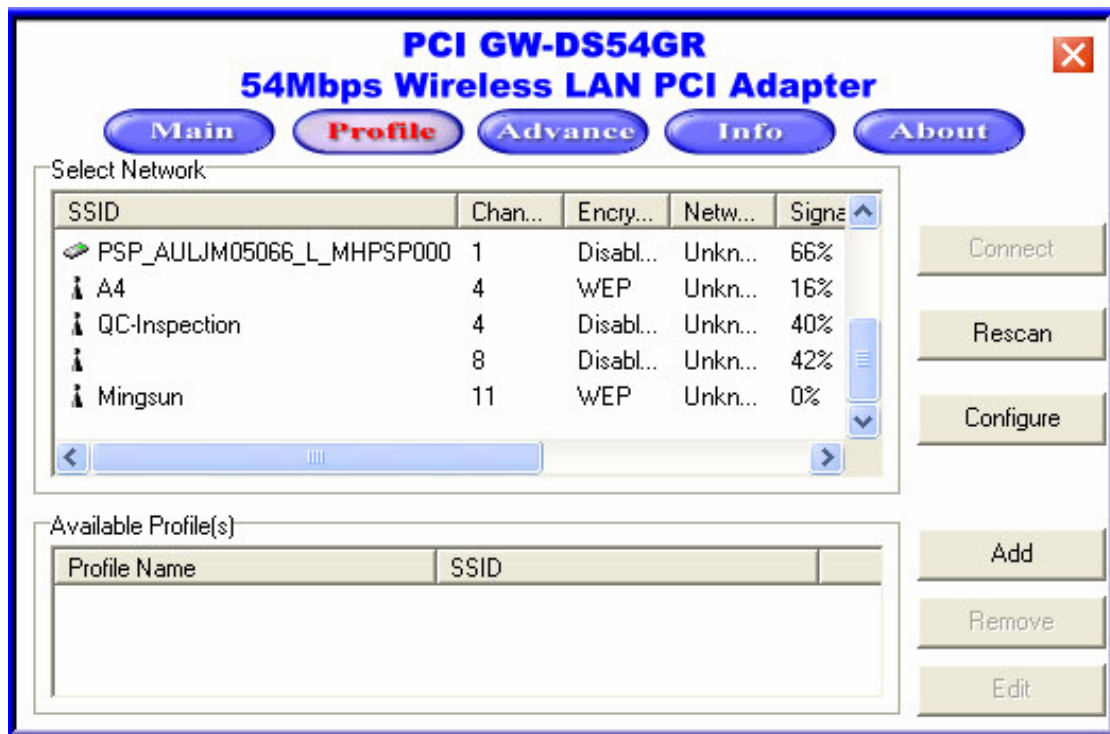 PCI GW-DS54GR
54Mbps Wireless LAN PCI Adapter
Main Profile Advance Info About
Select Network
SSID Chan... Encry... Netw... Signa
PSP_AULJM05066_L_MHPSP000 1 Disabl... Unkn... 66%
A4 4 WEP Unkn... 16%
QC-Inspection 4 Disabl... Unkn... 40%
8 Disabl... Unkn... 42%
Mingsun 11 WEP Unkn... 0%
Connect
Rescan
Configure
Available Profile(s)
Profile Name SSID
Add
Remove
Edit